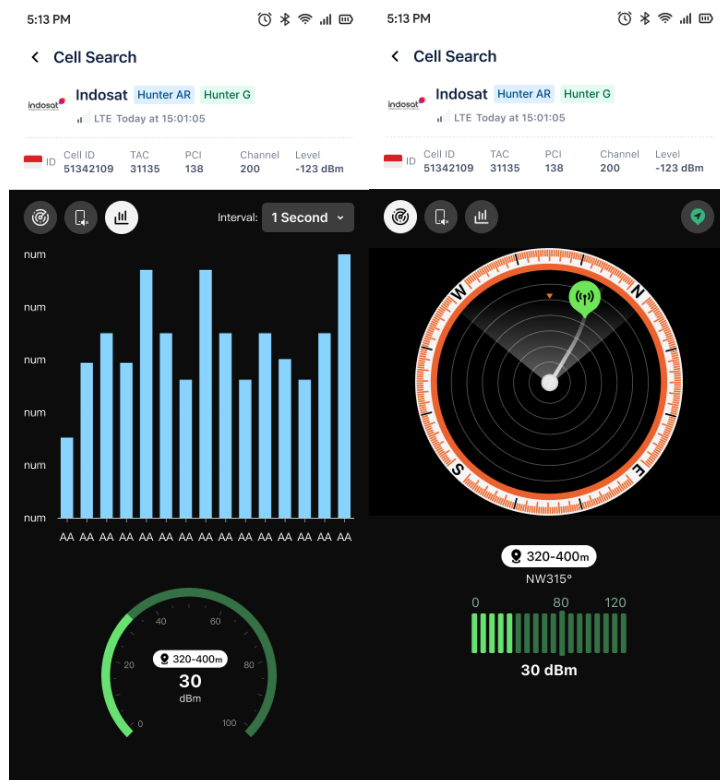 5:13 PM
Cell Search
indosat
Indosat Hunter AR Hunter G
LTE Today at 15:01:05
ID
Cell ID TAC PCI Channel Level
51342109 31135 138 200 -123 dBm
Interval: 1 Second
num
num
num
num
num
num
AA AA AA AA AA AA AA AA AA AA AA AA AA AA AA
40 60
20 80
320-400m
30
dBm
0 100
5:13 PM
Cell Search
indosat
Indosat Hunter AR Hunter G
LTE Today at 15:01:05
ID
Cell ID TAC PCI Channel Level
51342109 31135 138 200 -123 dBm
W N
S E
320-400m
NW315°
0 80 120
30 dBm